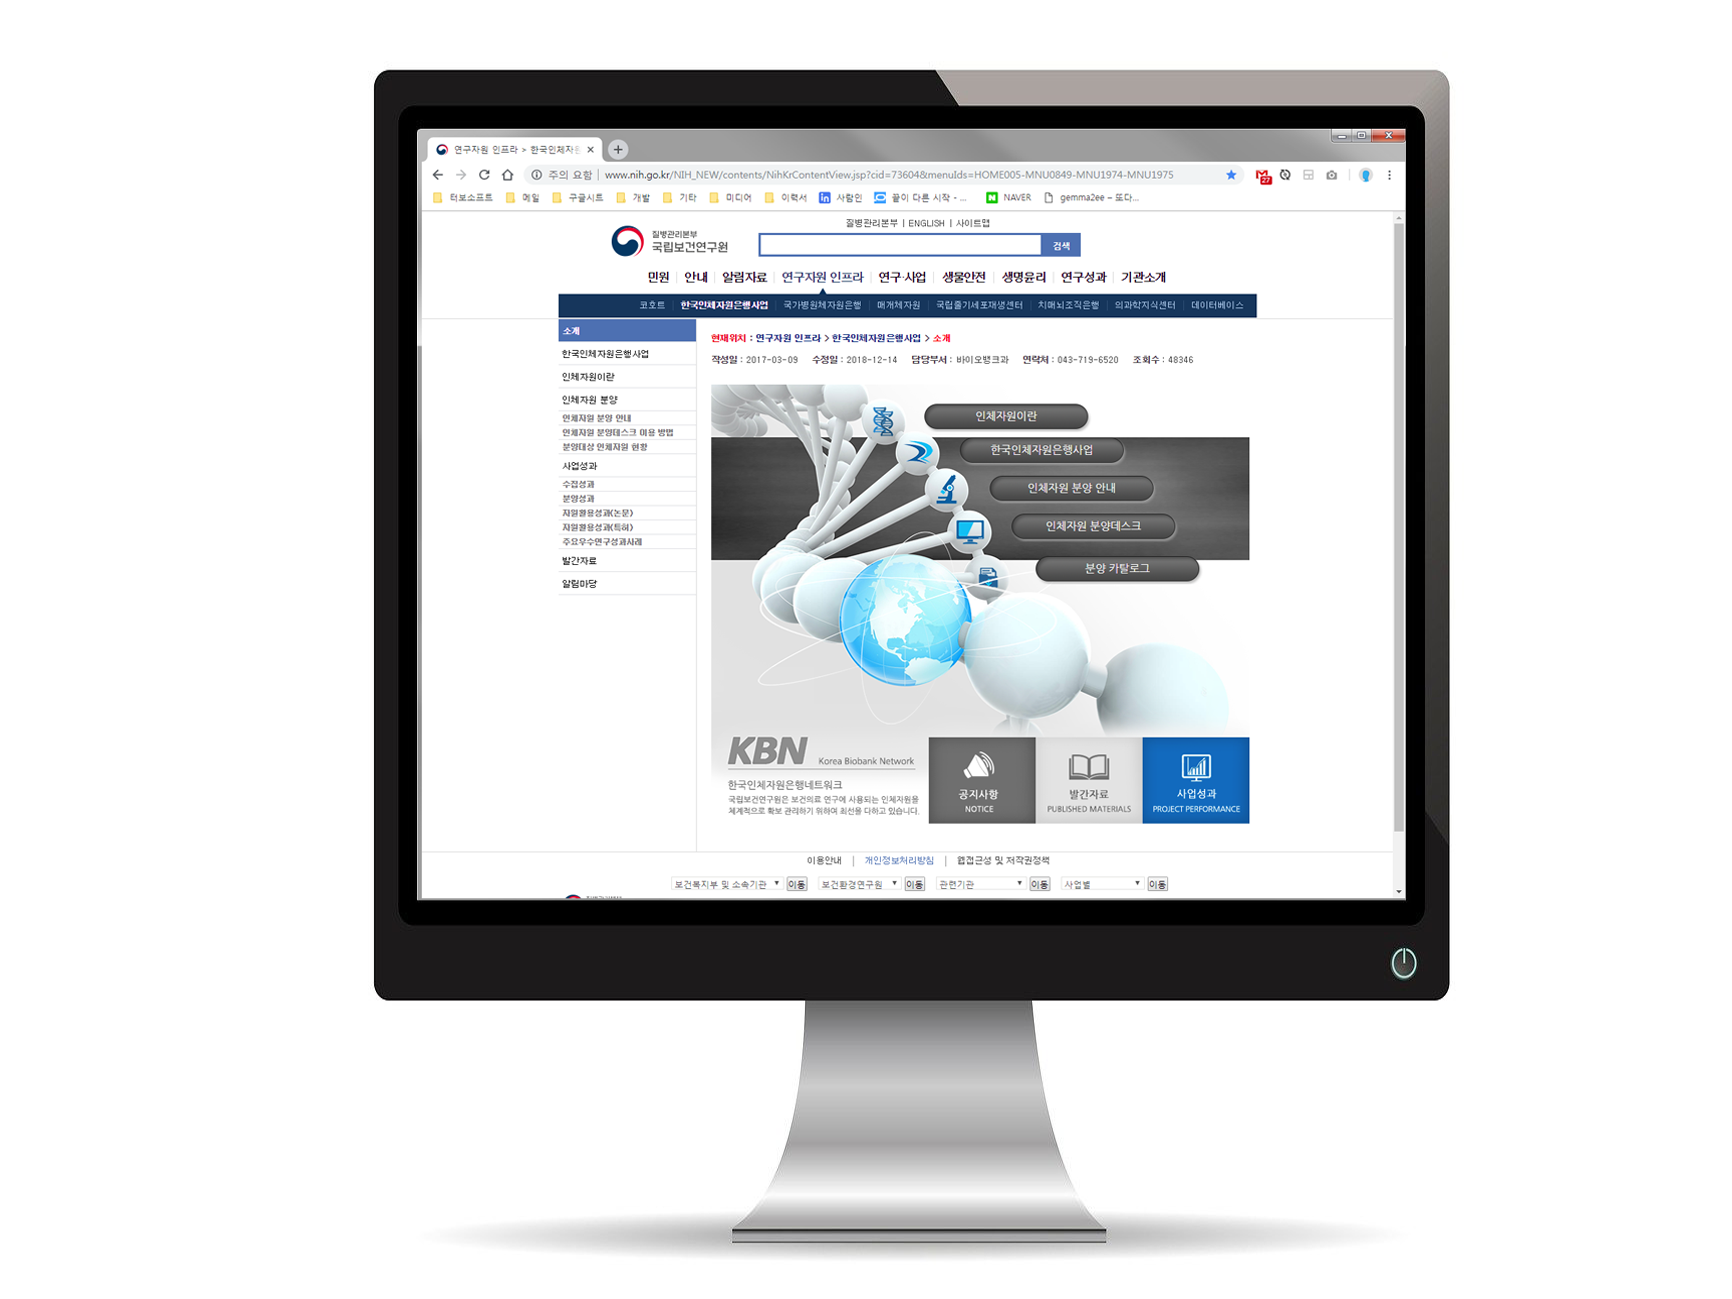 연구자원 인프라 > 한국인체자원
주의 요함 | www.nih.go.kr/NIH_NEW/contents/NihKrContentView.jsp?cid=73604&menuIds=HOME005-MNU0849-MNU1974-MNU1975
27
터보소프트 메일 구글시트 개발 기타 미디어 이력서 사람인 끝이 다른 시작 - ... NAVER gemma2ee – 또다...
질병관리본부 | ENGLISH | 사이트맵
질병관리본부
국립보건연구원
검색
민원 안내 알림자료 연구자원 인프라 연구·사업 생물안전 생명윤리 연구성과 기관소개
코호트 한국인체자원은행사업 국가병원체자원은행 매개체자원 국립줄기세포재생센터 치매뇌조직은행 의과학지식센터 데이터베이스
소개
한국인체자원은행사업
인체자원이란
인체자원 분양
인체자원 분양 안내
인체자원 분양데스크 이용 방법
분양대상 인체자원 현황
사업성과
수집성과
분양성과
자원활용성과(논문)
자원활용성과(특허)
주요우수연구성과사례
발간자료
알림마당
현재위치 : 연구자원 인프라 > 한국인체자원은행사업 > 소개
작성일 : 2017-03-09 수정일 : 2018-12-14 담당부서 : 바이오뱅크과 연락처 : 043-719-6520 조회수 : 48346
인체자원이란
한국인체자원은행사업
인체자원 분양 안내
인체자원 분양데스크
분양 카탈로그
KBN Korea Biobank Network
한국인체자원은행네트워크
국립보건연구원은 보건의료 연구에 사용되는 인체자원을
체계적으로 확보 관리하기 위하여 최선을 다하고 있습니다.
공지사항
NOTICE
발간자료
PUBLISHED MATERIALS
사업성과
PROJECT PERFORMANCE
이용안내 | 개인정보처리방침 | 웹접근성 및 저작권정책
보건복지부 및 소속기관 이동 보건환경연구원 이동 관련기관 이동 사업별 이동